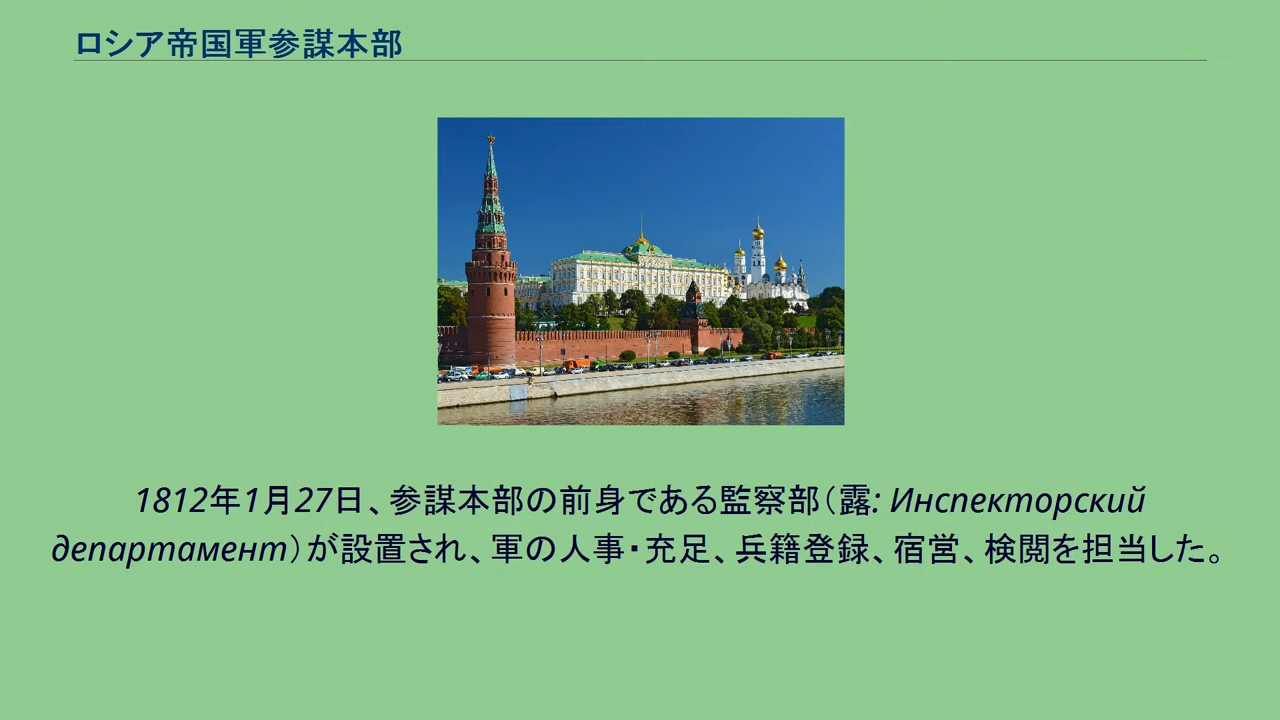 ロシア帝国軍参謀本部
1812年1月27日、参謀本部の前身である監察部（露: Инспекторский
департамент）が設置され、軍の人事・充足、兵籍登録、宿営、検閲を担当した。